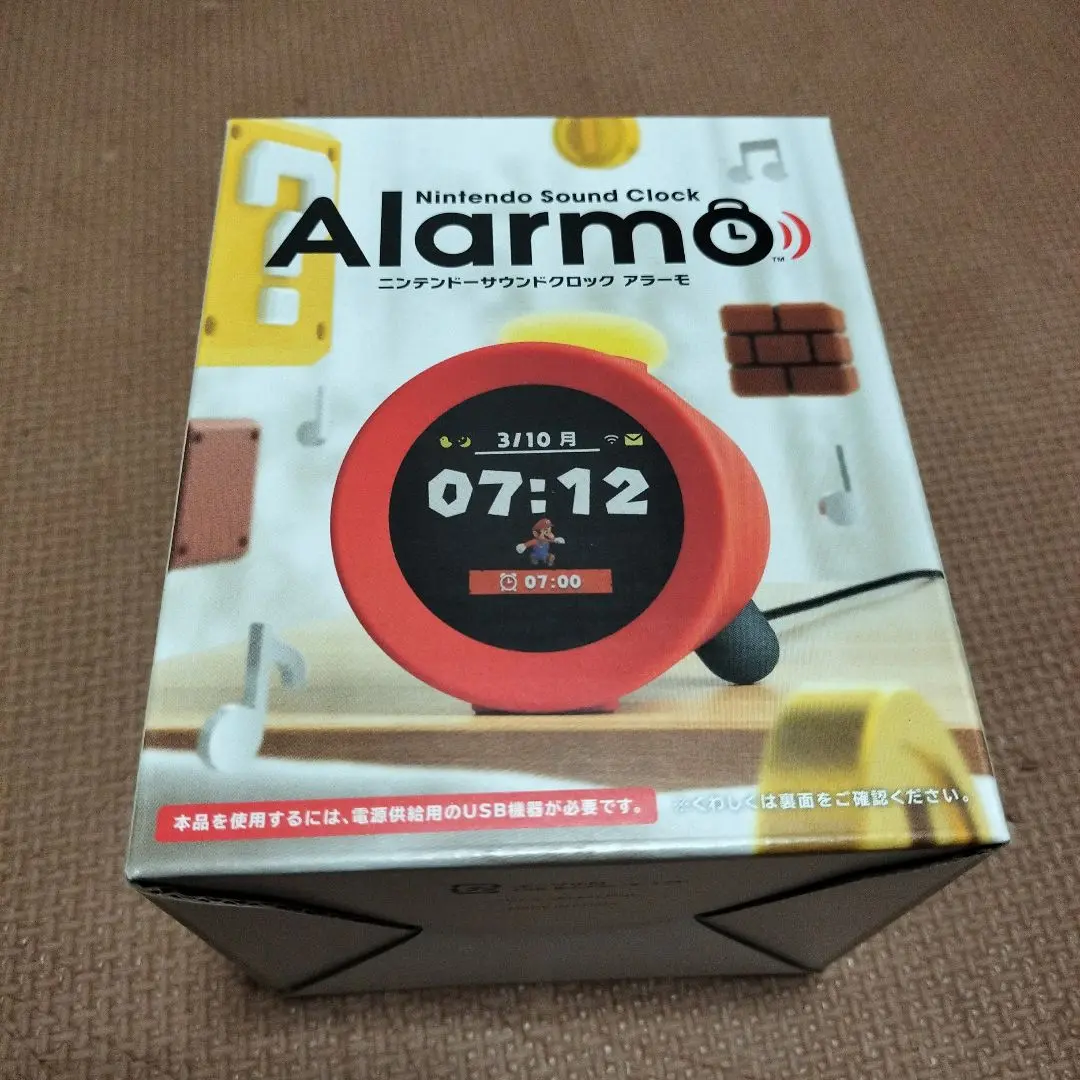 Nintendo Sound Clock
Alarmo
TM
ニンテンドーサウンドクロック アラーモ
3/10 月
07:12
07:00
本品を使用するには、電源供給用のUSB機器が必要です。
※くわしくは裏面をご確認ください。